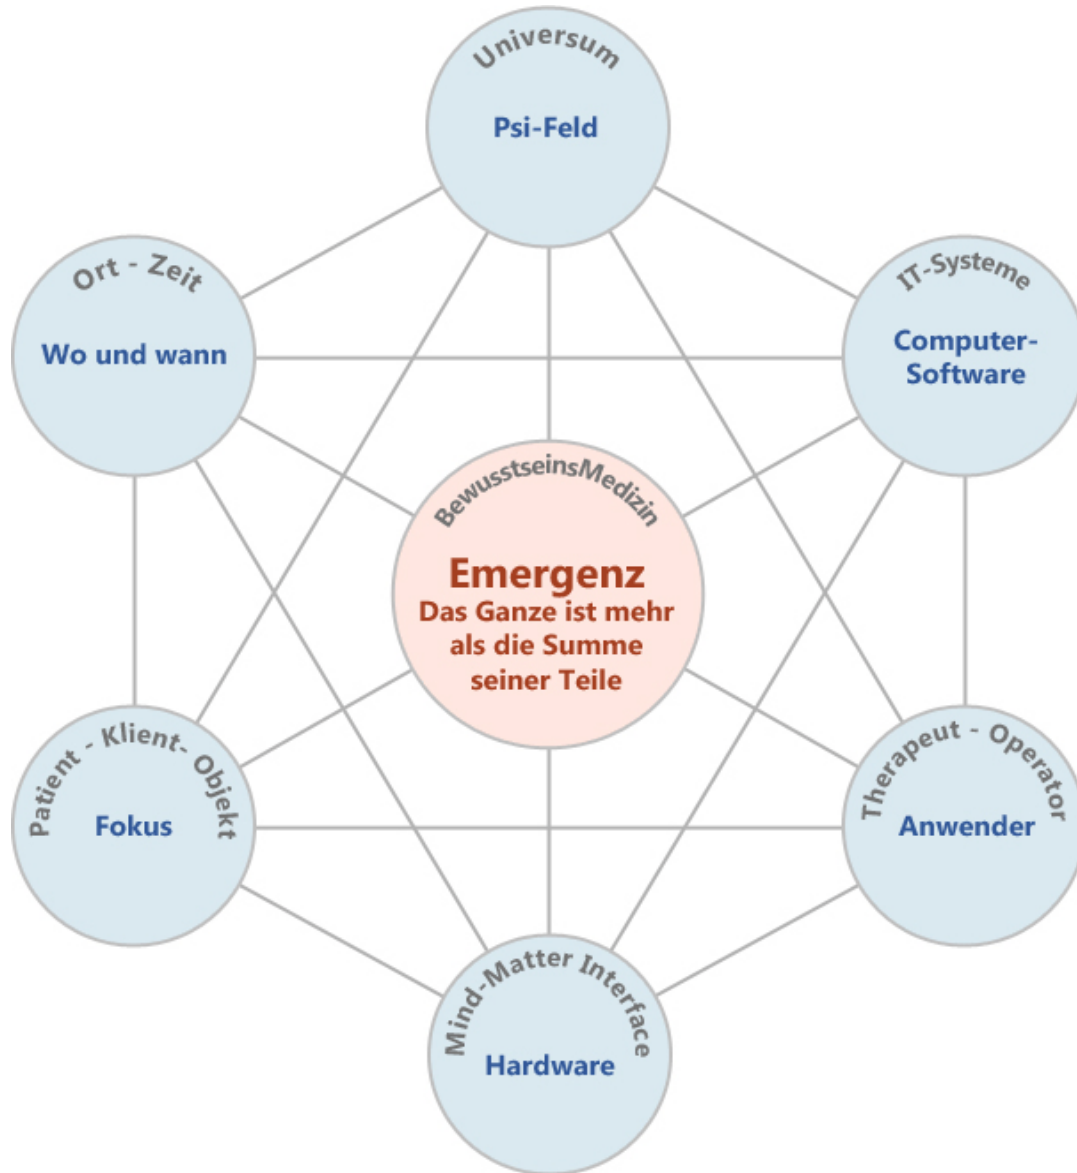 Universum
Psi-Feld
Ort - Zeit
Wo und wann
IT-Systeme
Computer-
Software
BewusstseinsMedizin
Emergenz
Das Ganze ist mehr
als die Summe
seiner Teile
Patient - Klient- Objekt
Fokus
Therapeut - Operator
Anwender
Mind-Matter Interface
Hardware